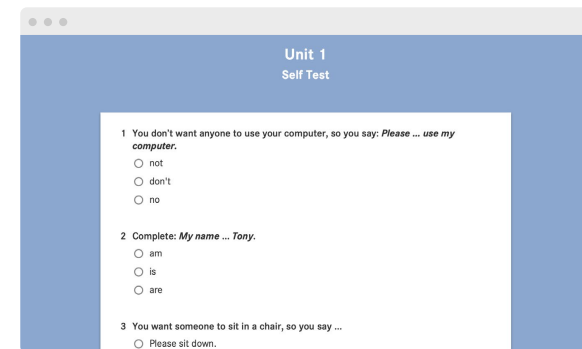 Unit 1
Self Test
1 You don't want anyone to use your computer, so you say: Please ... use my
computer.
not
don't
no
2 Complete: My name ... Tony.
am
is
are
3 You want someone to sit in a chair, so you say ...
Please sit down.